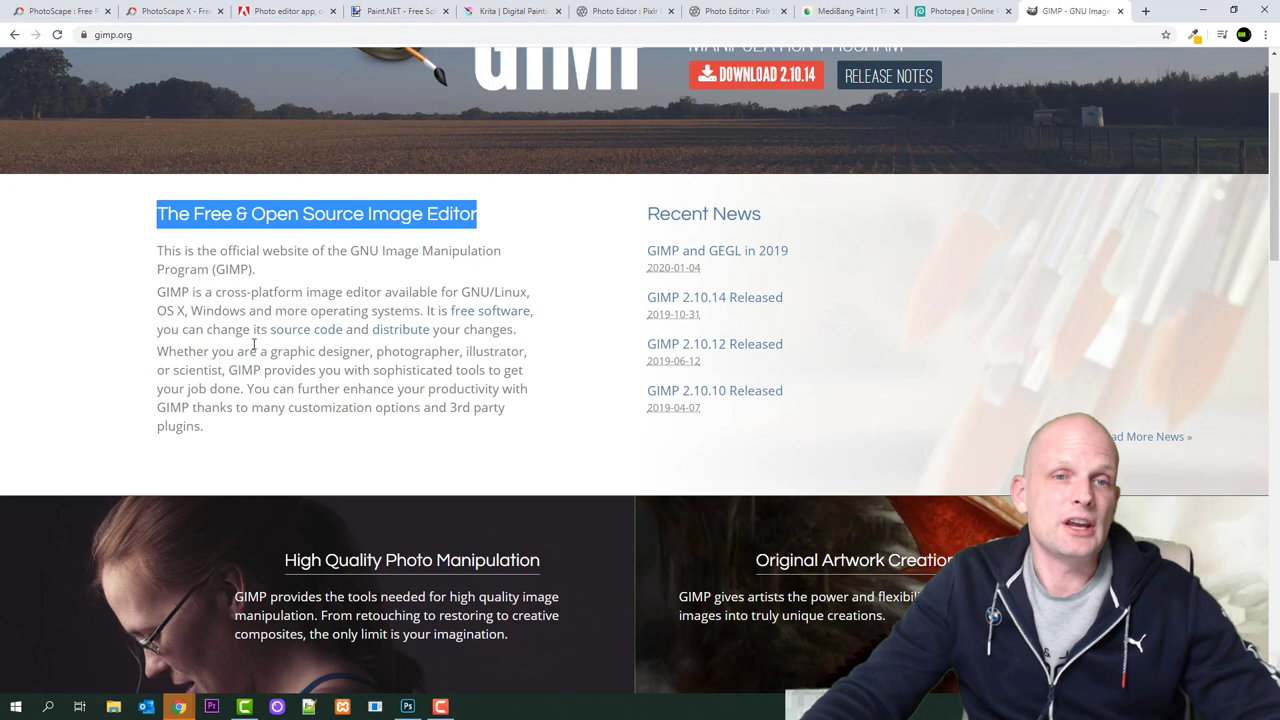 PhotoScape : Free P
PhotoScape X - Free
Photo editor app, o
Paint.NET - Free Sof
Krita | Digital Painti
Photo Editor : Pixlr E
Photo Editor : Pixlr
MediBang Paint | Th
Photopea | Online P
GIMP - GNU Image
gimp.org
GIMP
DOWNLOAD 2.10.14
RELEASE NOTES
The Free & Open Source Image Editor
This is the official website of the GNU Image Manipulation
Program (GIMP).
GIMP is a cross-platform image editor available for GNU/Linux,
OS X, Windows and more operating systems. It is free software,
you can change its source code and distribute your changes.
Whether you are a graphic designer, photographer, illustrator,
or scientist, GIMP provides you with sophisticated tools to get
your job done. You can further enhance your productivity with
GIMP thanks to many customization options and 3rd party
plugins.
Recent News
GIMP and GEGL in 2019
2020-01-04
GIMP 2.10.14 Released
2019-10-31
GIMP 2.10.12 Released
2019-06-12
GIMP 2.10.10 Released
2019-04-07
ad More News »
High Quality Photo Manipulation
GIMP provides the tools needed for high quality image
manipulation. From retouching to restoring to creative
composites, the only limit is your imagination.
Original Artwork Creation
GIMP gives artists the power and flexibili
images into truly unique creations.
Pr
Ps